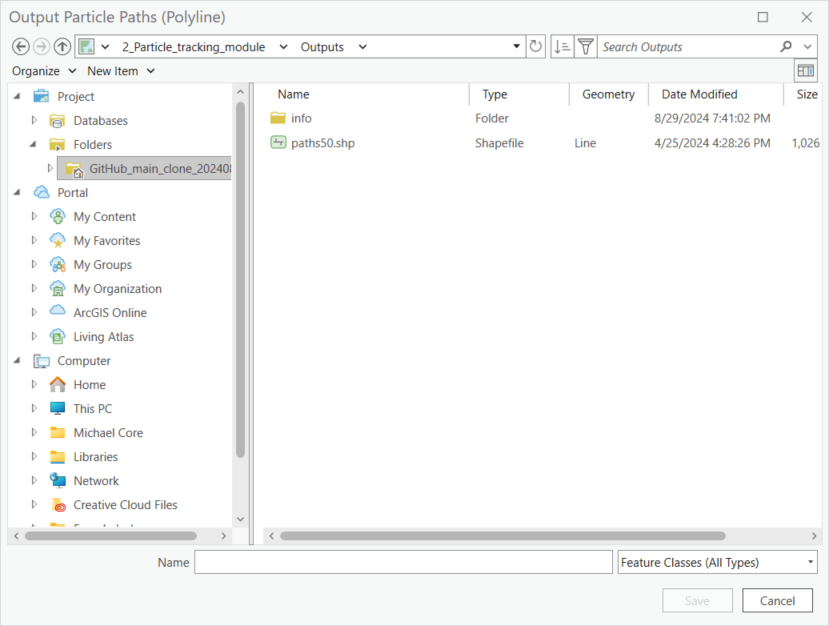 Output Particle Paths (Polyline)
2_Particle_tracking_module Outputs Search Outputs
Organize New Item
Project
Databases
Folders
GitHub_main_clone_20240
Portal
My Content
My Favorites
My Groups
My Organization
ArcGIS Online
Living Atlas
Computer
Home
This PC
Michael Core
Libraries
Network
Creative Cloud Files
Name Type Geometry Date Modified Size
info Folder 8/29/2024 7:41:02 PM
paths50.shp Shapefile Line 4/25/2024 4:28:26 PM 1,026
Name Feature Classes (All Types)
Save Cancel